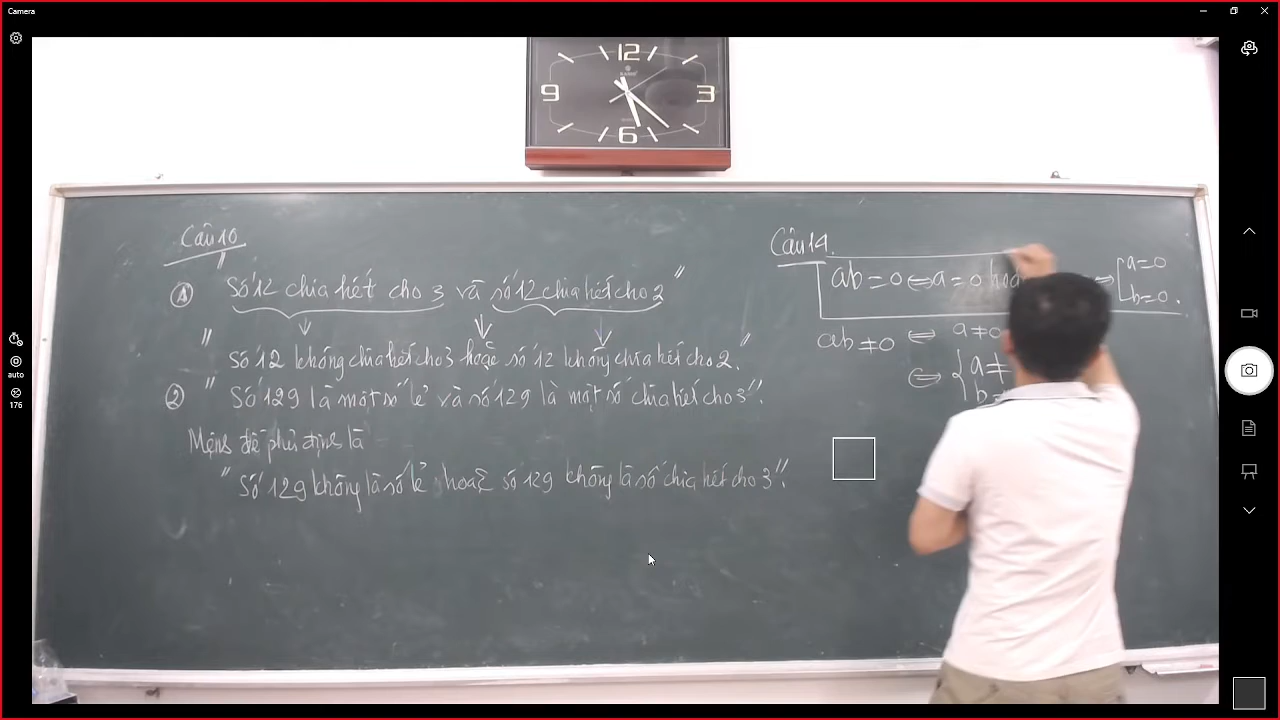 Camera
12
9
3
6
auto
176
Câu 10
① "Số 12 chia hết cho 3 và số 12 chia hết cho 2"
"Số 12 không chia hết cho 3 hoặc số 12 không chia hết cho 2."
② "Số 129 là một số lẻ và số 129 là một số chia hết cho 3".
Mệnh đề phủ định là
"Số 129 không là số lẻ hoặc số 129 không là số chia hết cho 3".
Câu 14.
ab = 0 ⇔ a = 0 [ a = 0
b = 0.
ab ≠ 0 ⇔ a ≠ 0
⇔ { a ≠
b